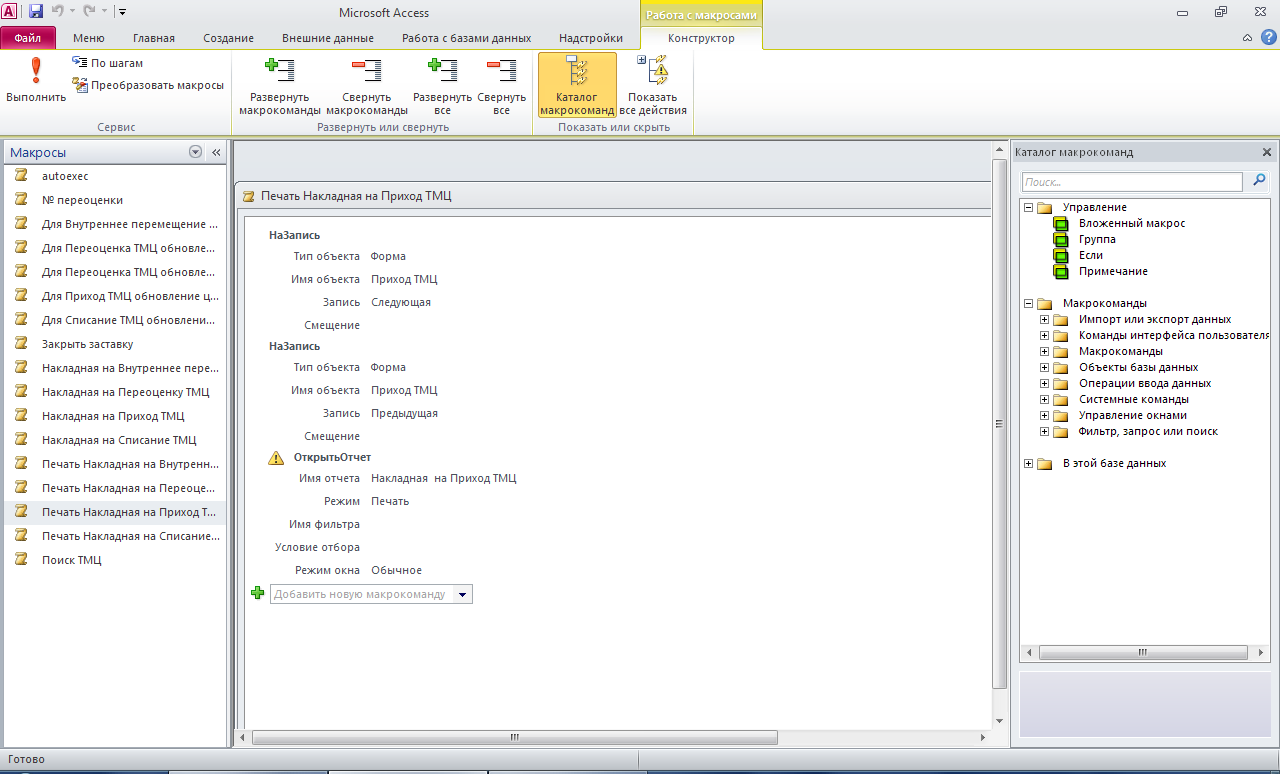 Microsoft Access
Работа с макросами
Файл
Меню
Главная
Создание
Внешние данные
Работа с базами данных
Надстройки
Конструктор
Выполнить
По шагам
Преобразовать макросы
Сервис
Развернуть
макрокоманды
Свернуть
макрокоманды
Развернуть
все
Свернуть
все
Развернуть или свернуть
Каталог
макрокоманд
Показать
все действия
Показать или скрыть
Макросы
autoexec
№ переоценки
Для Внутреннее перемещение ...
Для Переоценка ТМЦ обновле...
Для Переоценка ТМЦ обновле...
Для Приход ТМЦ обновление ц...
Для Списание ТМЦ обновлени...
Закрыть заставку
Накладная на Внутреннее пере...
Накладная на Переоценку ТМЦ
Накладная на Приход ТМЦ
Накладная на Списание ТМЦ
Печать Накладная на Внутренн...
Печать Накладная на Переоце...
Печать Накладная на Приход Т...
Печать Накладная на Списание...
Поиск ТМЦ
Печать Накладная на Приход ТМЦ
НаЗапись
Тип объекта Форма
Имя объекта Приход ТМЦ
Запись Следующая
Смещение
НаЗапись
Тип объекта Форма
Имя объекта Приход ТМЦ
Запись Предыдущая
Смещение
ОткрытьОтчет
Имя отчета Накладная на Приход ТМЦ
Режим Печать
Имя фильтра
Условие отбора
Режим окна Обычное
Добавить новую макрокоманду
Каталог макрокоманд
Поиск...
Управление
Вложенный макрос
Группа
Если
Примечание
Макрокоманды
Импорт или экспорт данных
Команды интерфейса пользователя
Макрокоманды
Объекты базы данных
Операции ввода данных
Системные команды
Управление окнами
Фильтр, запрос или поиск
В этой базе данных
Готово